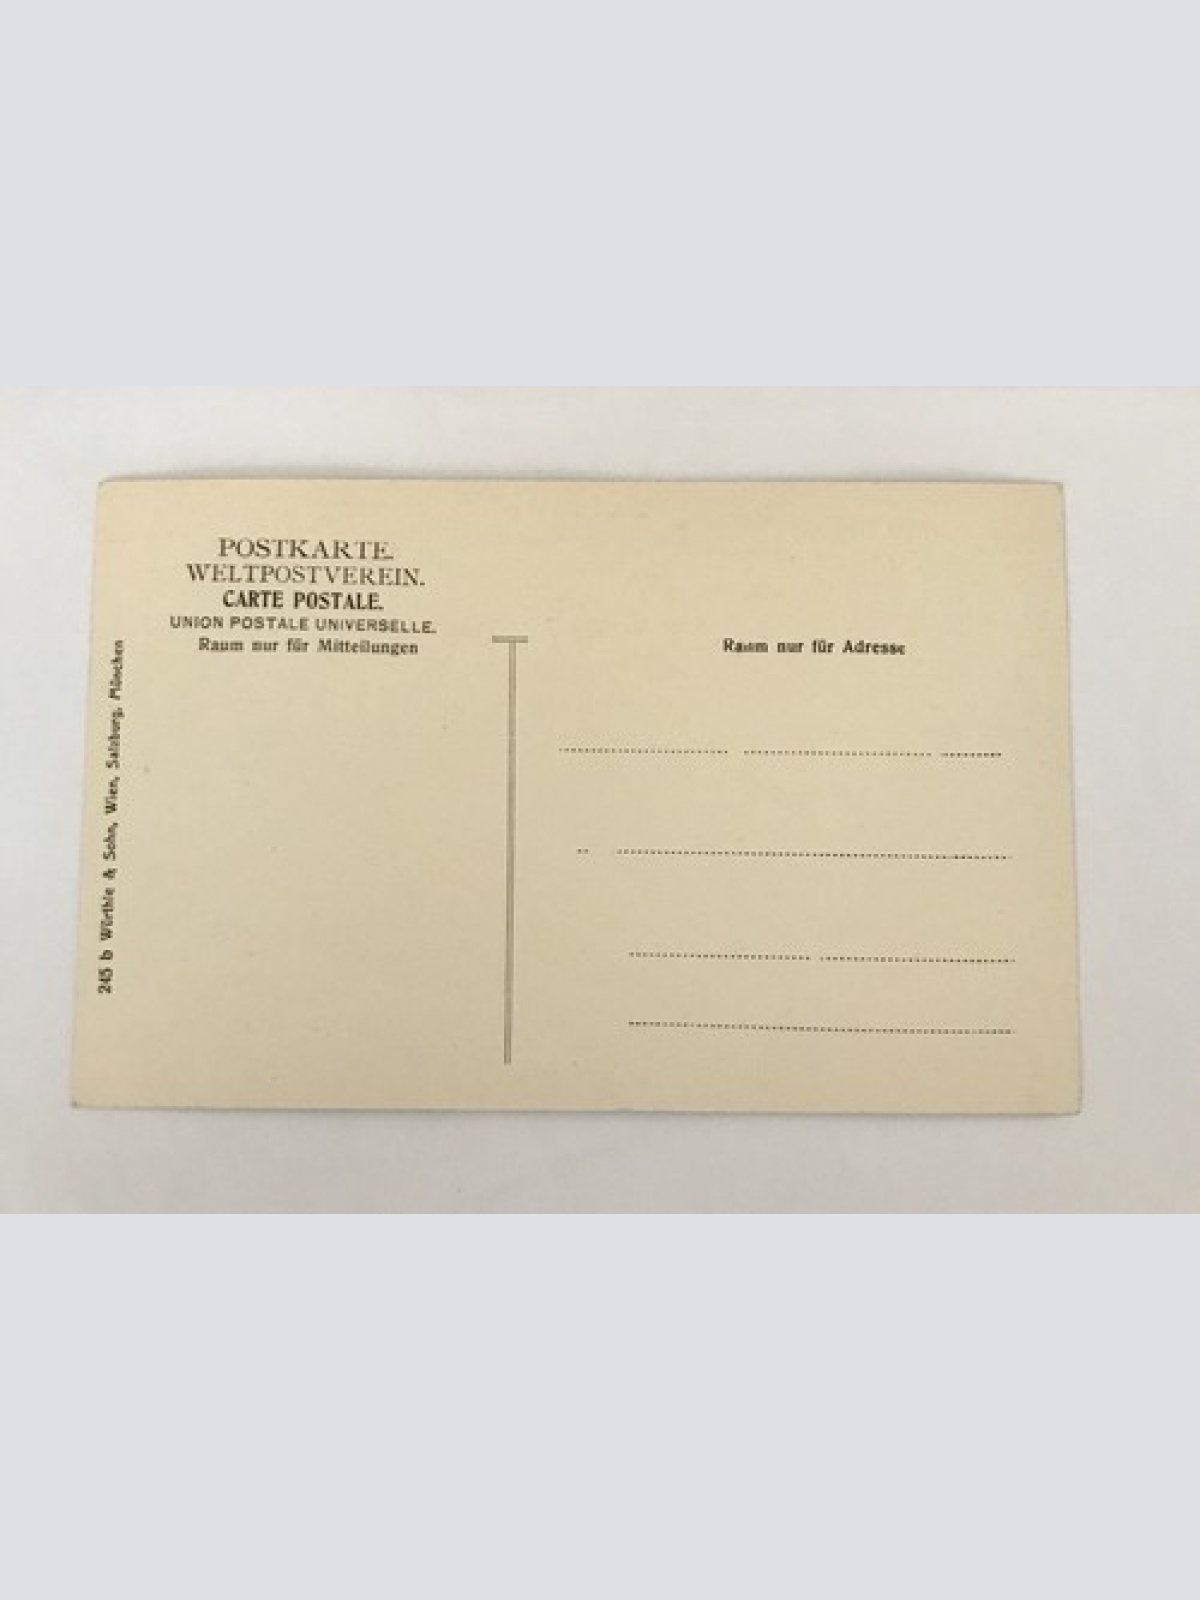 POSTKARTE.
WELTPOSTVEREIN.
CARTE POSTALE.
UNION POSTALE UNIVERSELLE.
Raum nur für Mitteilungen
Raum nur für Adresse
245 b Würthle & Sohn, Wien, Salzburg, München